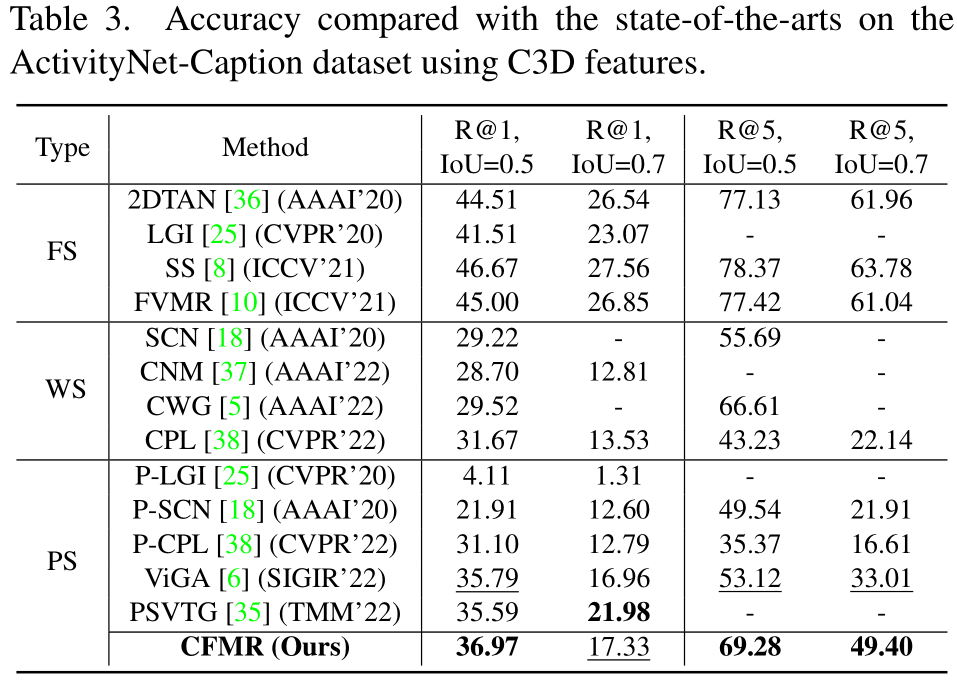 Table 3. Accuracy compared with the state-of-the-arts on the
ActivityNet-Caption dataset using C3D features.
Type Method R@1, IoU=0.5 R@1, IoU=0.7 R@5, IoU=0.5 R@5, IoU=0.7
FS
2DTAN [36] (AAAI'20) 44.51 26.54 77.13 61.96
LGI [25] (CVPR'20) 41.51 23.07 - -
SS [8] (ICCV'21) 46.67 27.56 78.37 63.78
FVMR [10] (ICCV'21) 45.00 26.85 77.42 61.04
WS
SCN [18] (AAAI'20) 29.22 - 55.69 -
CNM [37] (AAAI'22) 28.70 12.81 - -
CWG [5] (AAAI'22) 29.52 - 66.61 -
CPL [38] (CVPR'22) 31.67 13.53 43.23 22.14
PS
P-LGI [25] (CVPR'20) 4.11 1.31 - -
P-SCN [18] (AAAI'20) 21.91 12.60 49.54 21.91
P-CPL [38] (CVPR'22) 31.10 12.79 35.37 16.61
ViGA [6] (SIGIR'22) 35.79 16.96 53.12 33.01
PSVTG [35] (TMM'22) 35.59 21.98 - -
CFMR (Ours) 36.97 17.33 69.28 49.40